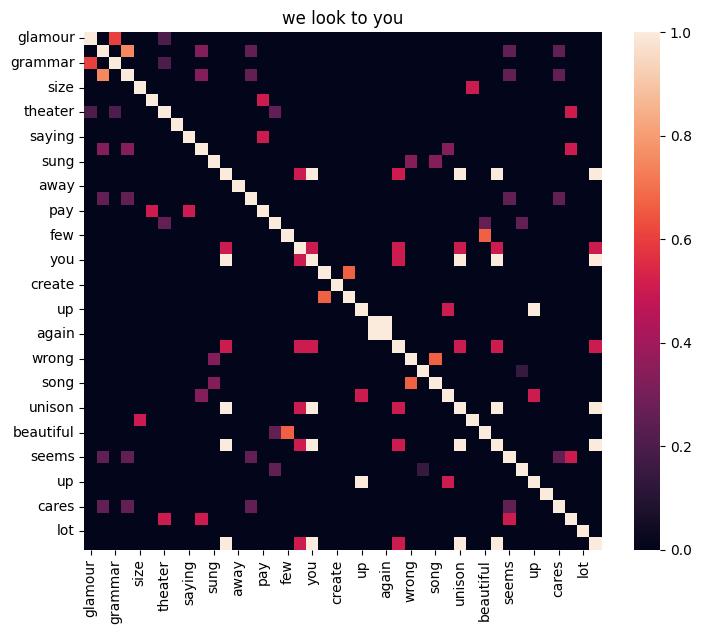 we look to you
glamour
grammar
size
theater
saying
sung
away
pay
few
you
create
up
again
wrong
song
unison
beautiful
seems
up
cares
lot
1.0
0.8
0.6
0.4
0.2
0.0
glamour
grammar
size
theater
saying
sung
away
pay
few
you
create
up
again
wrong
song
unison
beautiful
seems
up
cares
lot